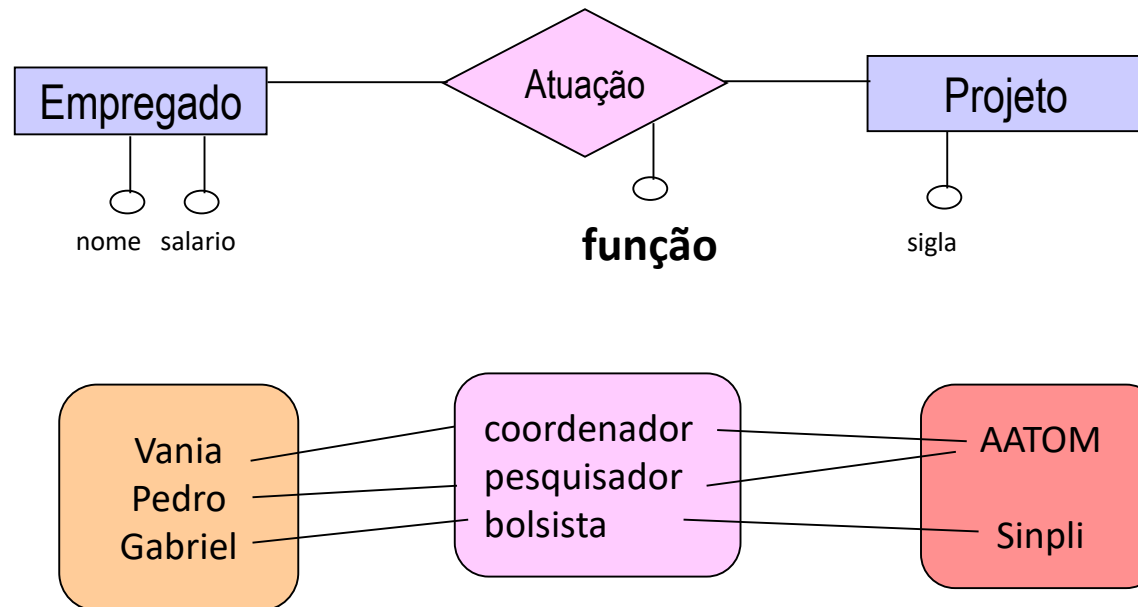 Empregado
Atuação
Projeto
nome
salario
função
sigla
Vania
Pedro
Gabriel
coordenador
pesquisador
bolsista
AATOM
Sinpli